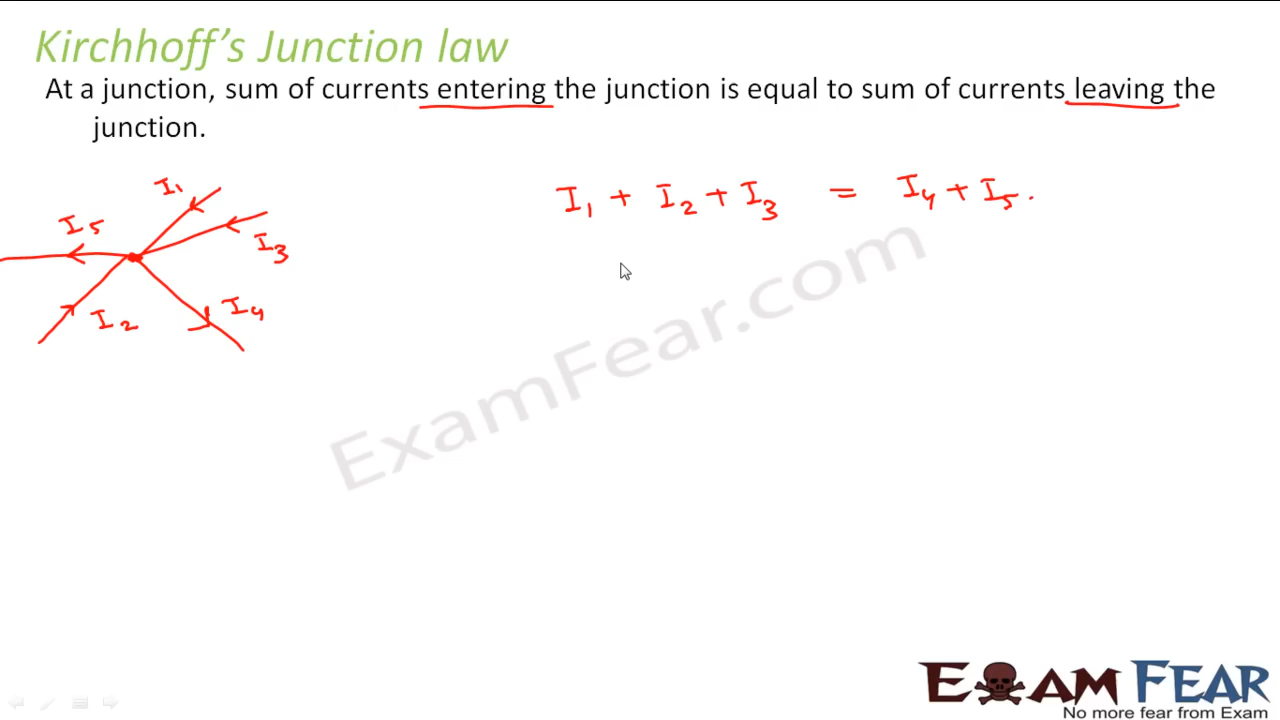 Kirchhoff's Junction law
At a junction, sum of currents entering the junction is equal to sum of currents leaving the
junction.
I1
I5
I3
I2
I4
I1 + I2 + I3 = I4 + I5.
ExamFear.com
EXAM FEAR
No more fear from Exam